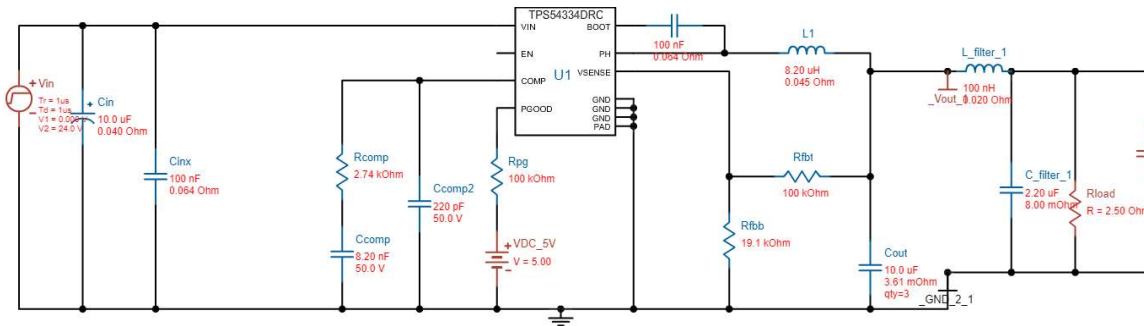 TPS54334DRC
VIN
BOOT
EN
PH
COMP
VSENSE
U1
PGOOD
GND
GND
GND
PAD
100 nF
0.064 Ohm
L1
8.20 uH
0.045 Ohm
L_filter_1
100 nH
0.020 Ohm
_Vout_1
Vin
Tr = 1us
Td = 1us
V1 = 0.000 V
V2 = 24.0 V
Cin
10.0 uF
0.040 Ohm
Cinx
100 nF
0.064 Ohm
Rcomp
2.74 kOhm
Ccomp2
220 pF
50.0 V
Ccomp
8.20 nF
50.0 V
Rpg
100 kOhm
VDC_5V
V = 5.00
Rfbt
100 kOhm
Rfbb
19.1 kOhm
Cout
10.0 uF
3.61 mOhm
qty=3
C_filter_1
2.20 uF
8.00 mOhm
Rload
R = 2.50 Ohm
_GND_2_1